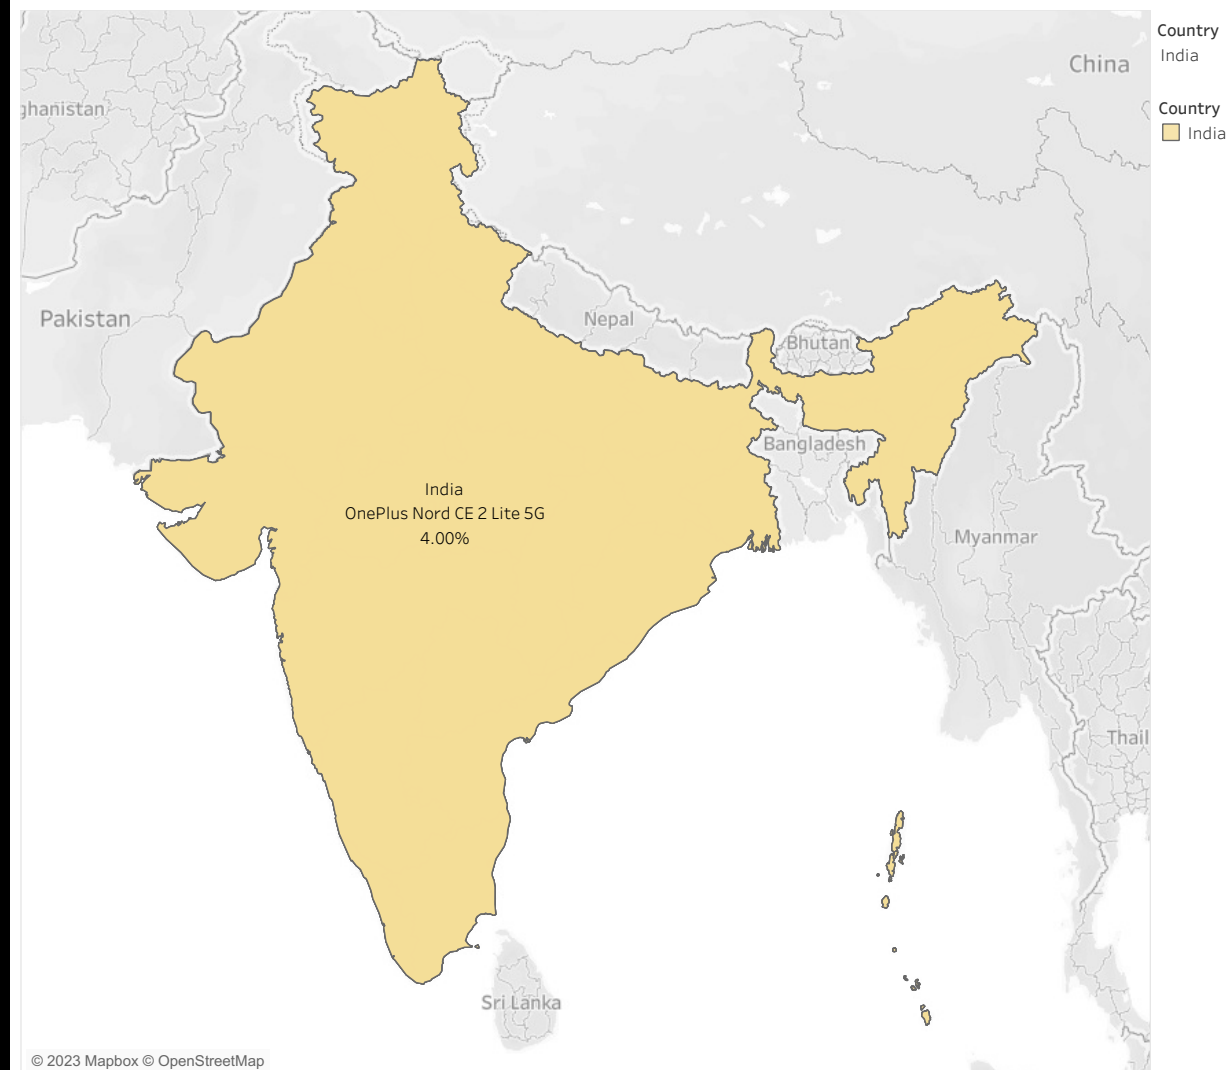 Country
India
Country
India
China
ghanistan
Pakistan
Nepal
Bhutan
Bangladesh
India
OnePlus Nord CE 2 Lite 5G
4.00%
Myanmar
Thail
Sri Lanka
© 2023 Mapbox © OpenStreetMap